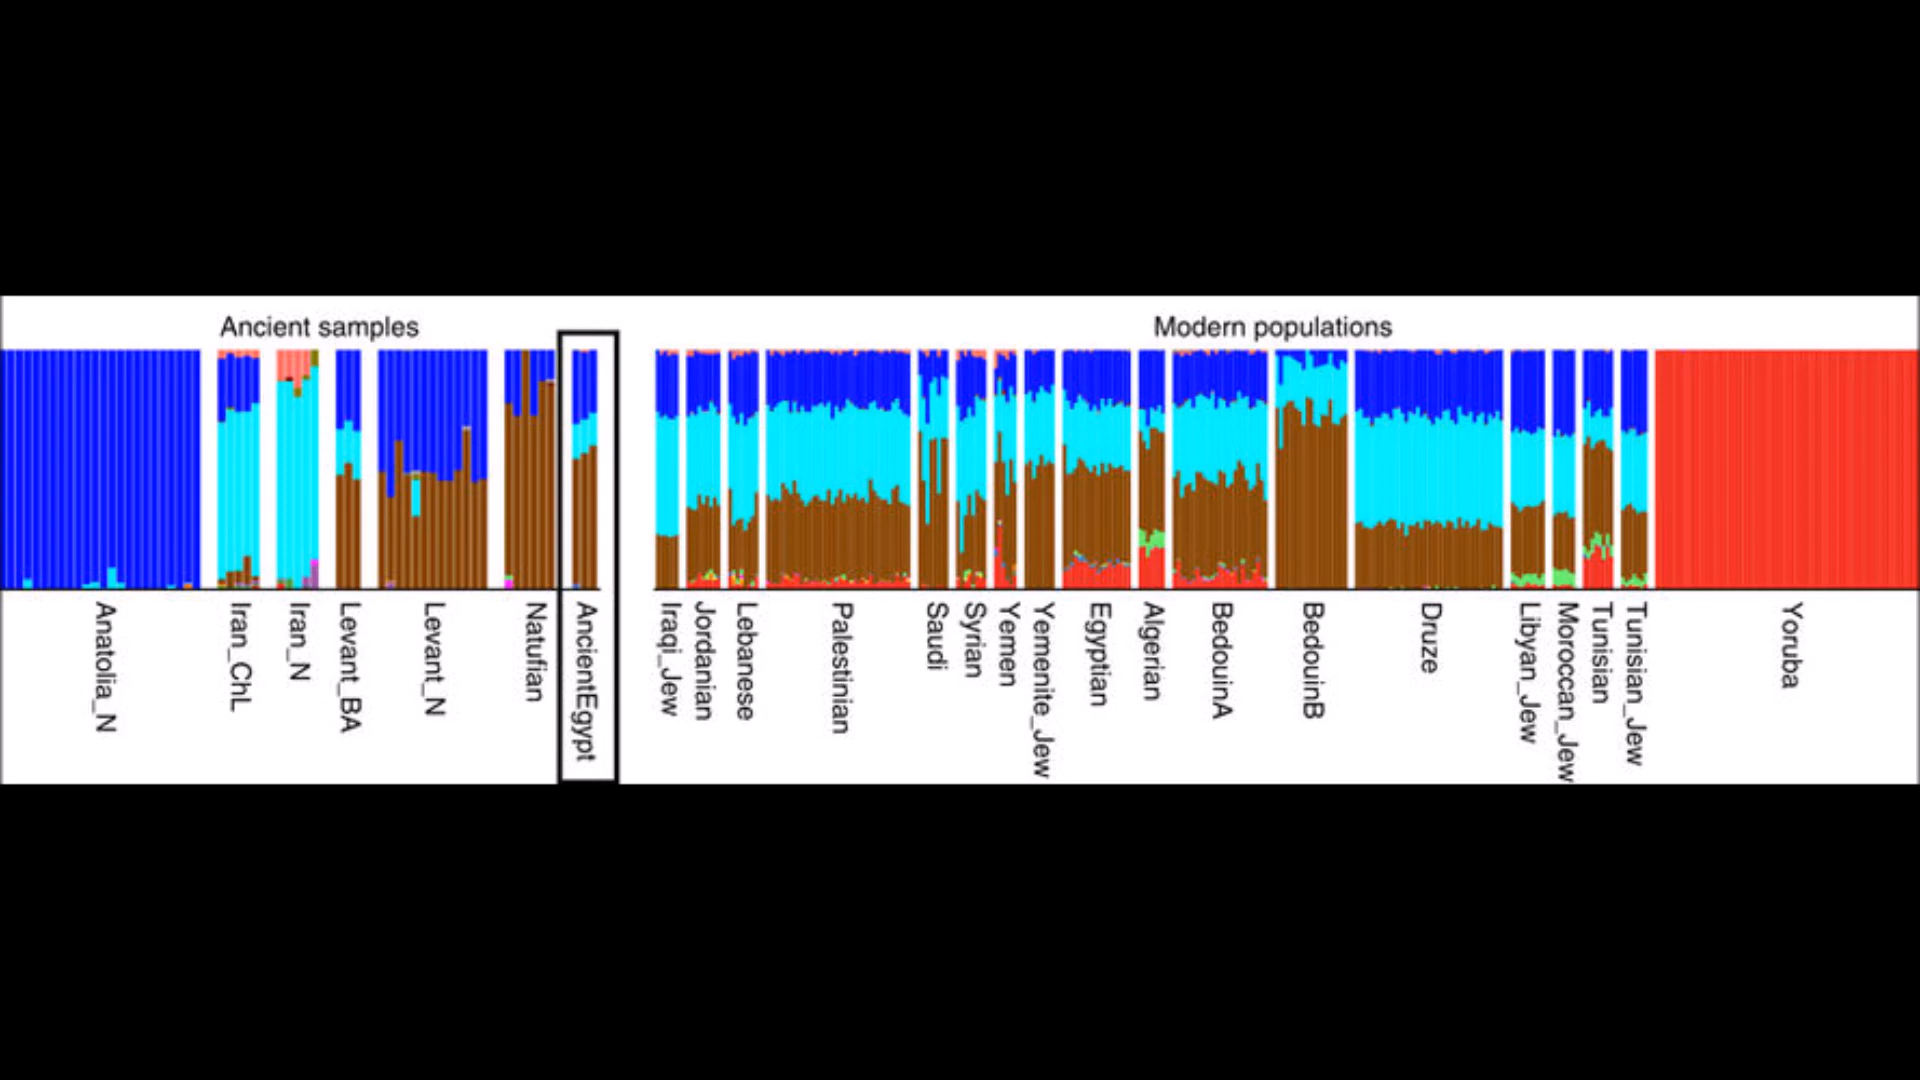 Ancient samples
Modern populations
Anatolia_N
Iran_ChL
Iran_N
Levant_BA
Levant_N
Natufian
AncientEgypt
Iraqi_Jew
Jordanian
Lebanese
Palestinian
Saudi
Syrian
Yemen
Yemenite_Jew
Egyptian
Algerian
BedouinA
BedouinB
Druze
Libyan_Jew
Moroccan_Jew
Tunisian
Tunisian_Jew
Yoruba